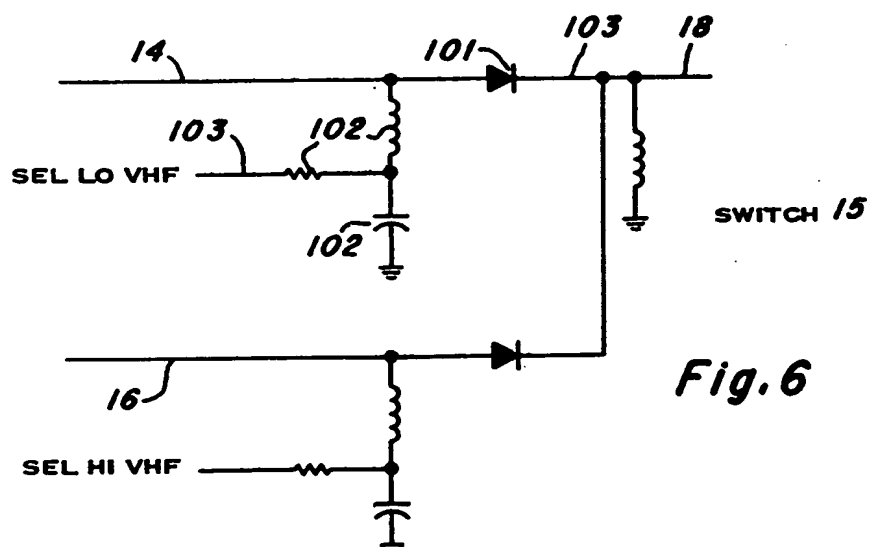 14
101
103
18
103
102
SEL LO VHF
SWITCH 15
102
16
Fig. 6
SEL HI VHF